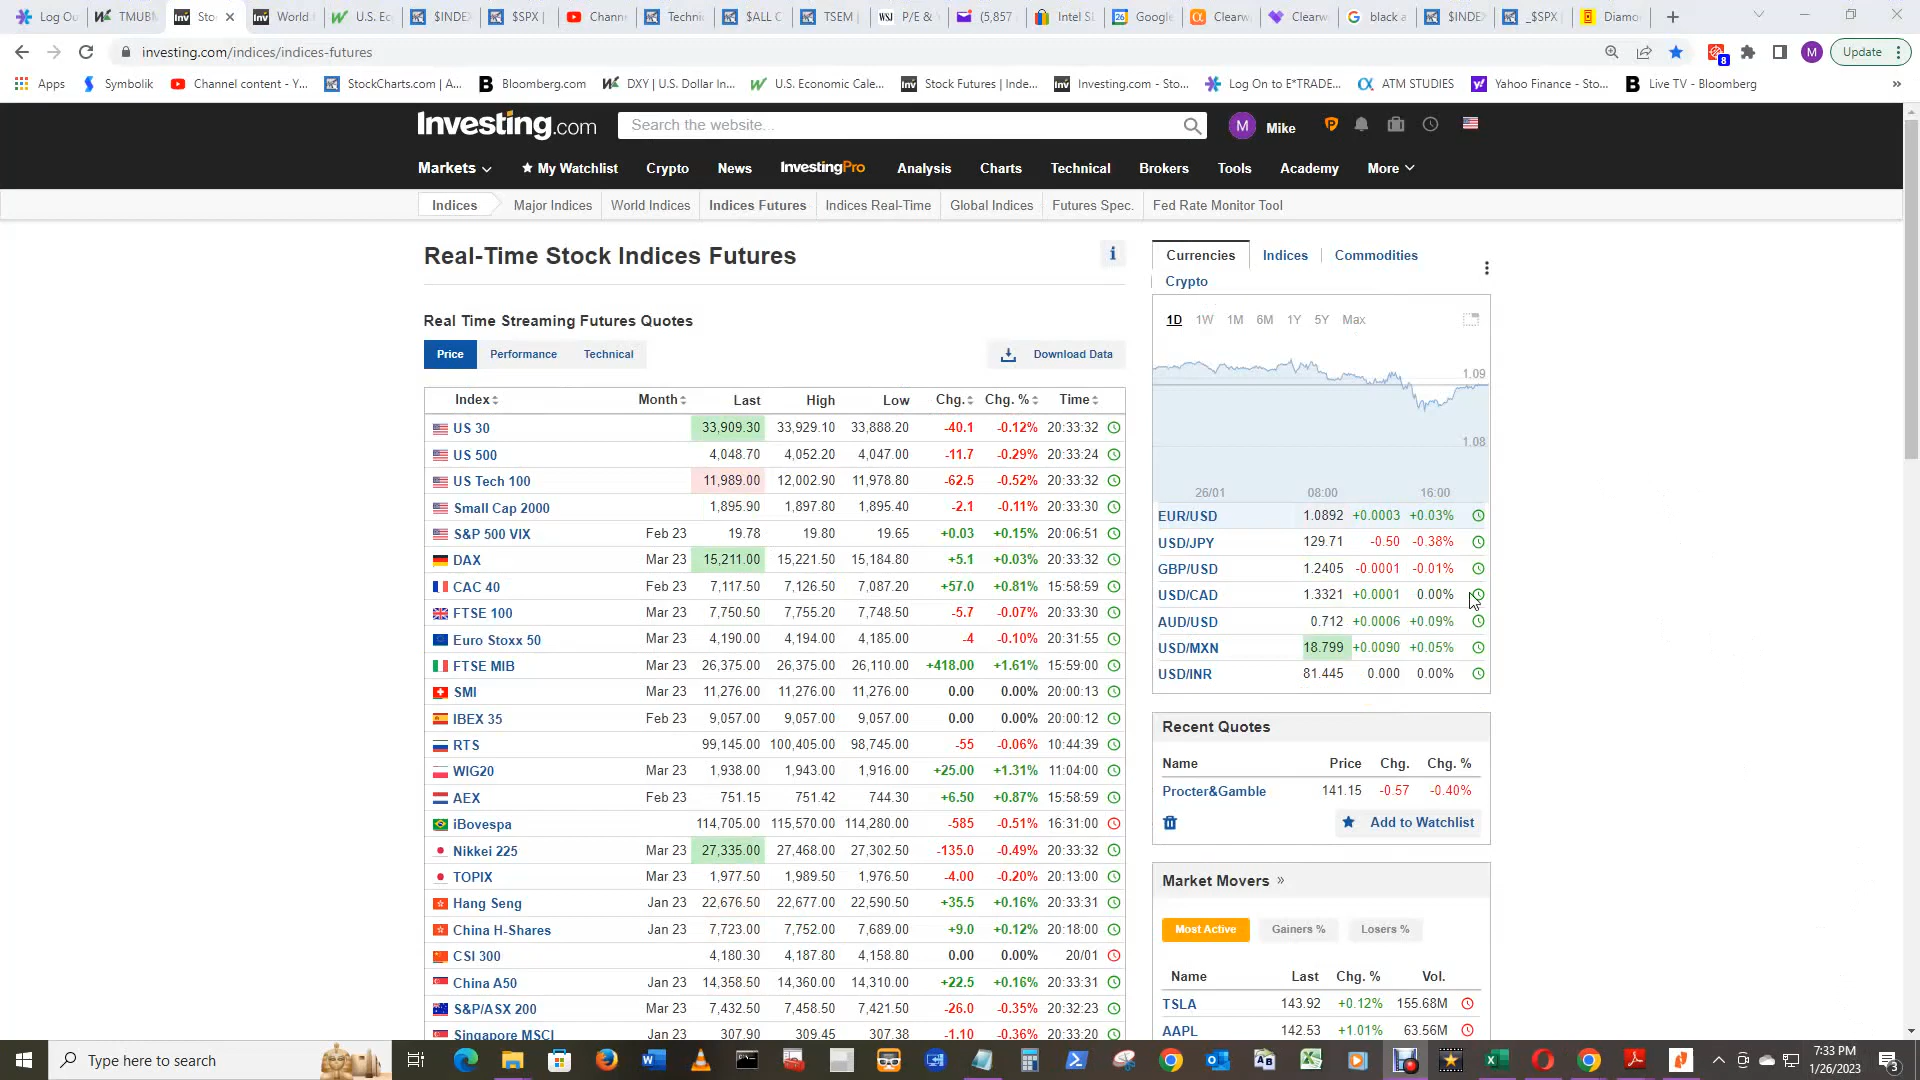 Log Ou TMUBM Sto World U.S. Ec $INDE $SPX Chann Techni $ALL C TSEM P/E & (5,857 Intel S Google Clearw Clearw black a $INDE _$SPX Diamo
investing.com/indices/indices-futures Update
Apps Symbolik Channel content - Y... StockCharts.com | A... Bloomberg.com DXY | U.S. Dollar In... U.S. Economic Cale... Stock Futures | Inde... Investing.com - Sto... Log On to E*TRADE... ATM STUDIES Yahoo Finance - Sto... Live TV - Bloomberg »
Investing.com Search the website... M Mike
Markets My Watchlist Crypto News InvestingPro Analysis Charts Technical Brokers Tools Academy More
Indices Major Indices World Indices Indices Futures Indices Real-Time Global Indices Futures Spec. Fed Rate Monitor Tool
Real-Time Stock Indices Futures
Real Time Streaming Futures Quotes
Price Performance Technical Download Data
Index Month Last High Low Chg. Chg. % Time
US 30 33,909.30 33,929.10 33,888.20 -40.1 -0.12% 20:33:32
US 500 4,048.70 4,052.20 4,047.00 -11.7 -0.29% 20:33:24
US Tech 100 11,989.00 12,002.90 11,978.80 -62.5 -0.52% 20:33:32
Small Cap 2000 1,895.90 1,897.80 1,895.40 -2.1 -0.11% 20:33:30
S&P 500 VIX Feb 23 19.78 19.80 19.65 +0.03 +0.15% 20:06:51
DAX Mar 23 15,211.00 15,221.50 15,184.80 +5.1 +0.03% 20:33:32
CAC 40 Feb 23 7,117.50 7,126.50 7,087.20 +57.0 +0.81% 15:58:59
FTSE 100 Mar 23 7,750.50 7,755.20 7,748.50 -5.7 -0.07% 20:33:30
Euro Stoxx 50 Mar 23 4,190.00 4,194.00 4,185.00 -4 -0.10% 20:31:55
FTSE MIB Mar 23 26,375.00 26,375.00 26,110.00 +418.00 +1.61% 15:59:00
SMI Mar 23 11,276.00 11,276.00 11,276.00 0.00 0.00% 20:00:13
IBEX 35 Feb 23 9,057.00 9,057.00 9,057.00 0.00 0.00% 20:00:12
RTS 99,145.00 100,405.00 98,745.00 -55 -0.06% 10:44:39
WIG20 Mar 23 1,938.00 1,943.00 1,916.00 +25.00 +1.31% 11:04:00
AEX Feb 23 751.15 751.42 744.30 +6.50 +0.87% 15:58:59
iBovespa 114,705.00 115,570.00 114,280.00 -585 -0.51% 16:31:00
Nikkei 225 Mar 23 27,335.00 27,468.00 27,302.50 -135.0 -0.49% 20:33:32
TOPIX Mar 23 1,977.50 1,989.50 1,976.50 -4.00 -0.20% 20:13:00
Hang Seng Jan 23 22,676.50 22,677.00 22,590.50 +35.5 +0.16% 20:33:31
China H-Shares Jan 23 7,723.00 7,752.00 7,689.00 +9.0 +0.12% 20:18:00
CSI 300 4,180.30 4,187.80 4,158.80 0.00 0.00% 20/01
China A50 Jan 23 14,358.50 14,360.00 14,310.00 +22.5 +0.16% 20:33:31
S&P/ASX 200 Mar 23 7,432.50 7,458.50 7,421.50 -26.0 -0.35% 20:32:23
Singapore MSCI Jan 23 307.90 309.45 307.38 -1.10 -0.36% 20:33:20
Currencies Indices Commodities
Crypto
1D 1W 1M 6M 1Y 5Y Max
1.09
1.08
26/01 08:00 16:00
EUR/USD 1.0892 +0.0003 +0.03%
USD/JPY 129.71 -0.50 -0.38%
GBP/USD 1.2405 -0.0001 -0.01%
USD/CAD 1.3321 +0.0001 0.00%
AUD/USD 0.712 +0.0006 +0.09%
USD/MXN 18.799 +0.0090 +0.05%
USD/INR 81.445 0.000 0.00%
Recent Quotes
Name Price Chg. Chg. %
Procter&Gamble 141.15 -0.57 -0.40%
Add to Watchlist
Market Movers »
Most Active Gainers % Losers %
Name Last Chg. % Vol.
TSLA 143.92 +0.12% 155.68M
AAPL 142.53 +1.01% 63.56M
Type here to search
7:33 PM
1/26/2023
3